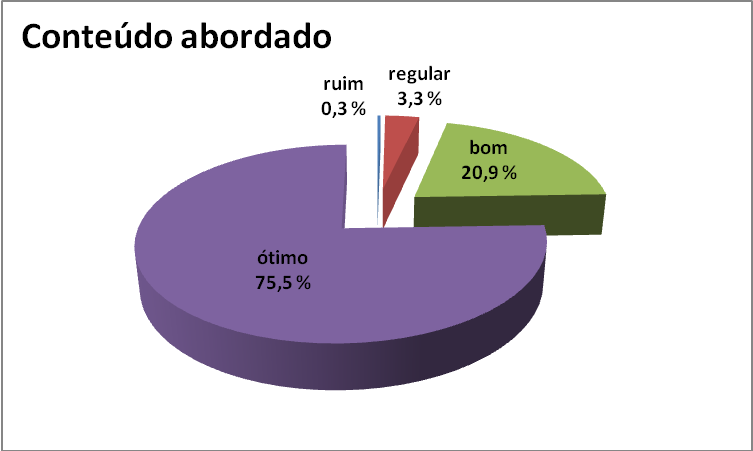 Conteúdo abordado
ruim
0,3 %
regular
3,3 %
bom
20,9 %
ótimo
75,5 %